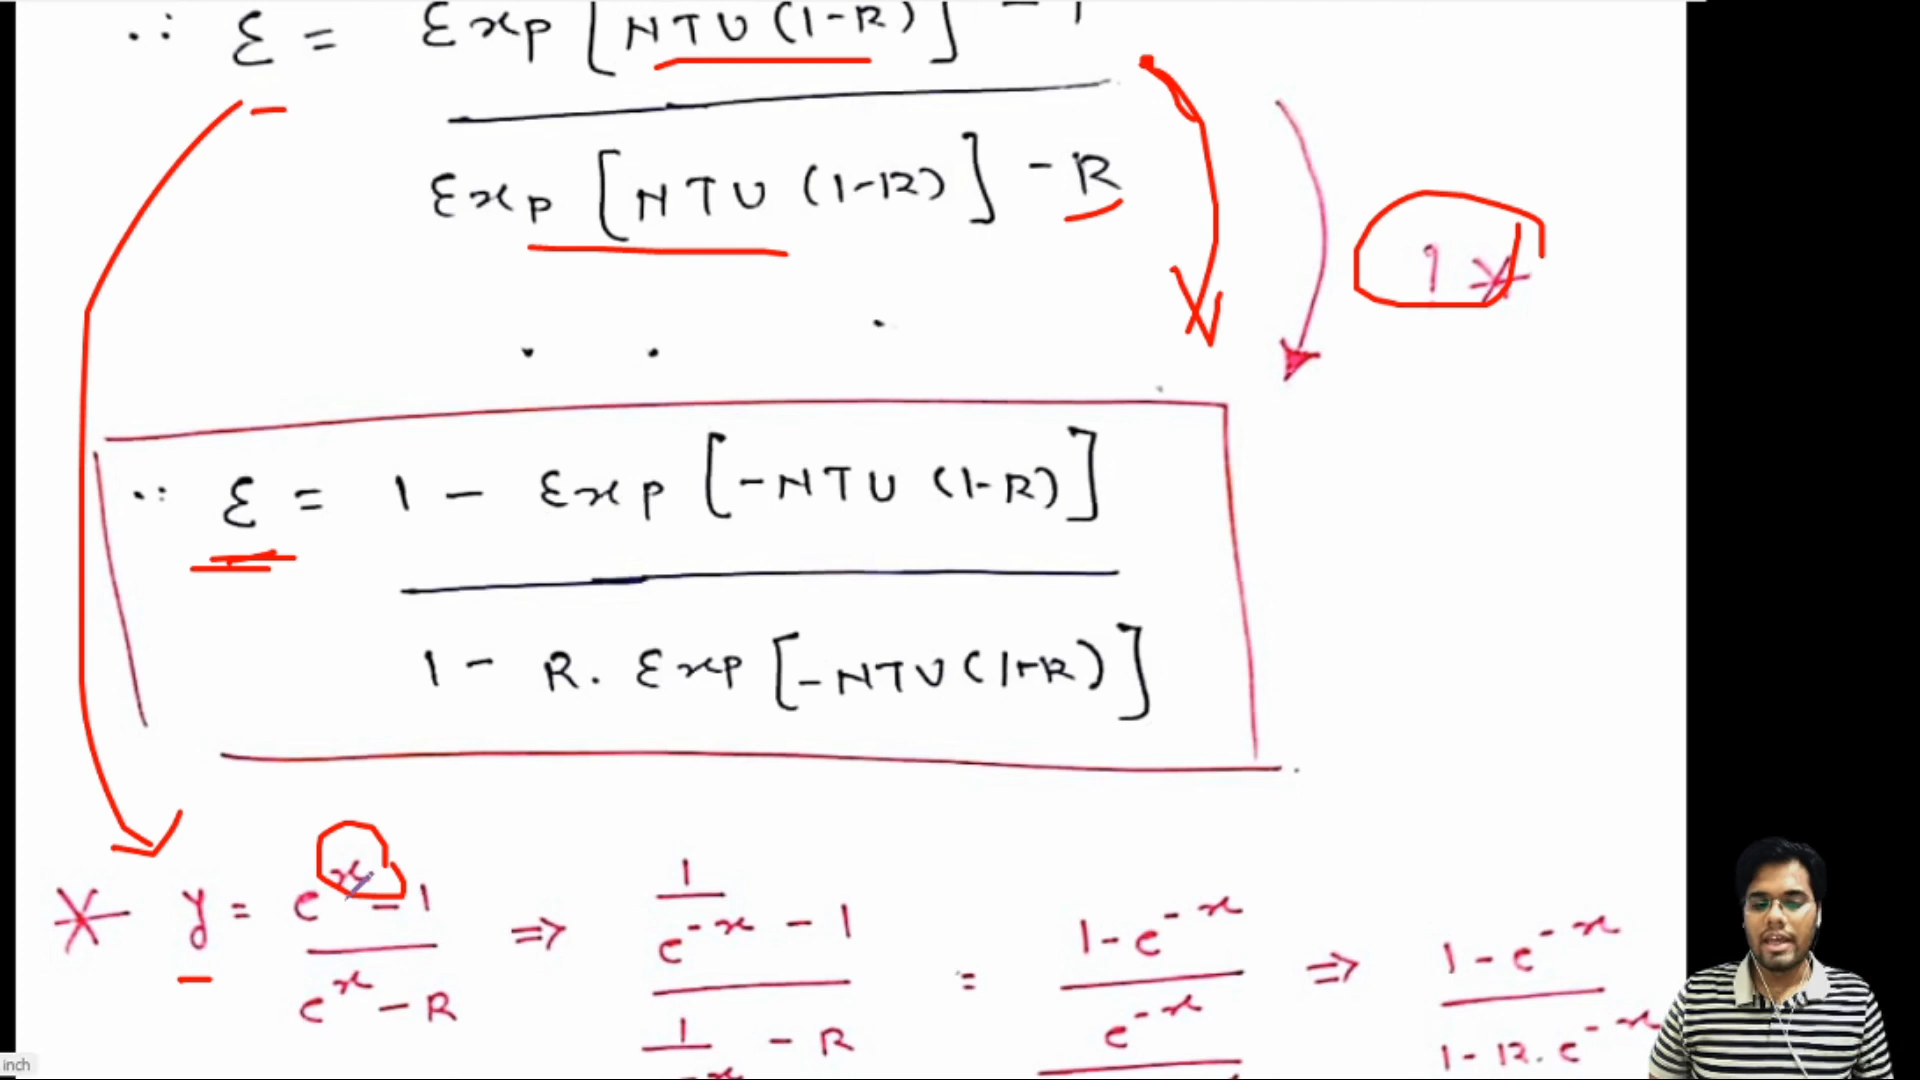 ∵ Ɛ = Exp [NTU (1-R)] - 1
Exp [NTU (1-R)] - R
1 *
∵ Ɛ = 1 - Exp [-NTU (1-R)]
1 - R. Exp [-NTU (1-R)]
* y = e^x - 1 ⇒ 1 / e^-x - 1 = 1 - e^-x ⇒ 1 - e^-x
e^x - R 1 - R e^-x 1 - R. e^-x
inch